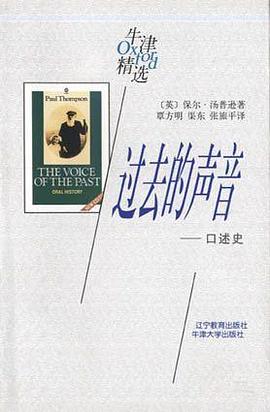 牛津
Oxford
精选
〔英〕保尔·汤普逊著
覃方明 渠东 张旅平译
Paul Thompson
THE VOICE
OF THE PAST
ORAL HISTORY
过去的声音
——口述史
辽宁教育出版社
牛津大学出版社